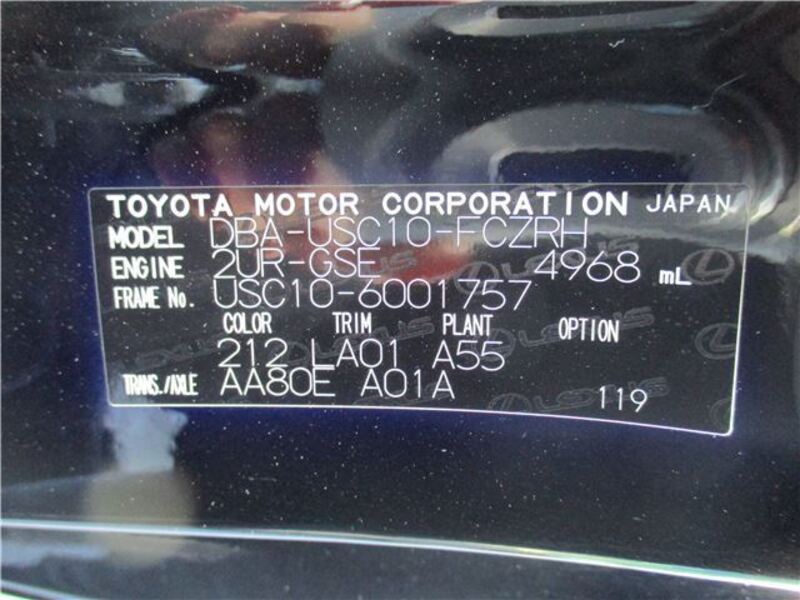 TOYOTA MOTOR CORPORATION JAPAN
MODEL DBA-USC10-FCZRH
ENGINE 2UR-GSE 4968 mL
FRAME No. USC10-6001757
COLOR TRIM PLANT OPTION
212 LA01 A55
TRANS./AXLE AA80E A01A 119